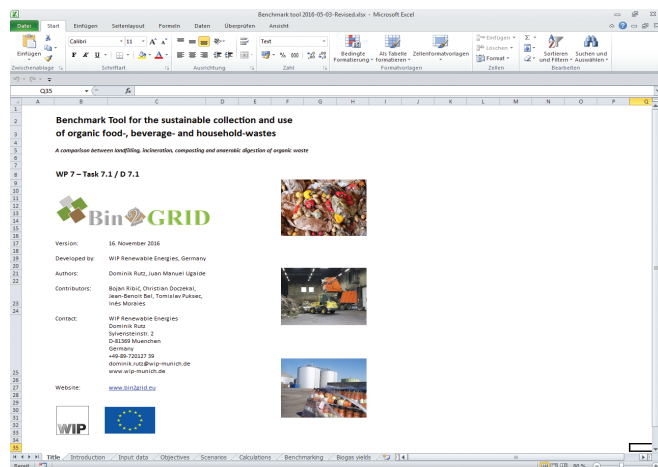 Benchmark tool 2016-05-03-Revised.xlsx - Microsoft Excel
Datei Start Einfügen Seitenlayout Formeln Daten Überprüfen Ansicht
Einfügen
Calibri 11
F K U
Text
% 000
Bedingte Formatierung
Als Tabelle formatieren
Zellenformatvorlagen
Einfügen
Löschen
Format
Sortieren und Filtern
Suchen und Auswählen
Zwischenablage Schriftart Ausrichtung Zahl Formatvorlagen Zellen Bearbeiten
Q35 fx
A B C D E F G H I J K L M N O P Q
Benchmark Tool for the sustainable collection and use
of organic food-, beverage- and household-wastes
A comparison between landfilling, incineration, composting and anaerobic digestion of organic waste
WP 7 – Task 7.1 / D 7.1
Bin2GRID
Version: 16. November 2016
Developed by: WIP Renewable Energies, Germany
Authors: Dominik Rutz, Juan Manuel Ugalde
Contributors: Bojan Ribić, Christian Doczekal,
Jean-Benoit Bel, Tomislav Puksec,
Inés Morales
Contact: WIP Renewable Energies
Dominik Rutz
Sylvensteinstr. 2
D-81369 Muenchen
Germany
+49-89-720127 39
dominik.rutz@wip-munich.de
www.wip-munich.de
Website: www.bin2grid.eu
WIP
Title Introduction Input data Objectives Scenarios Calculations Benchmarking Biogas yields
Bereit 80 %